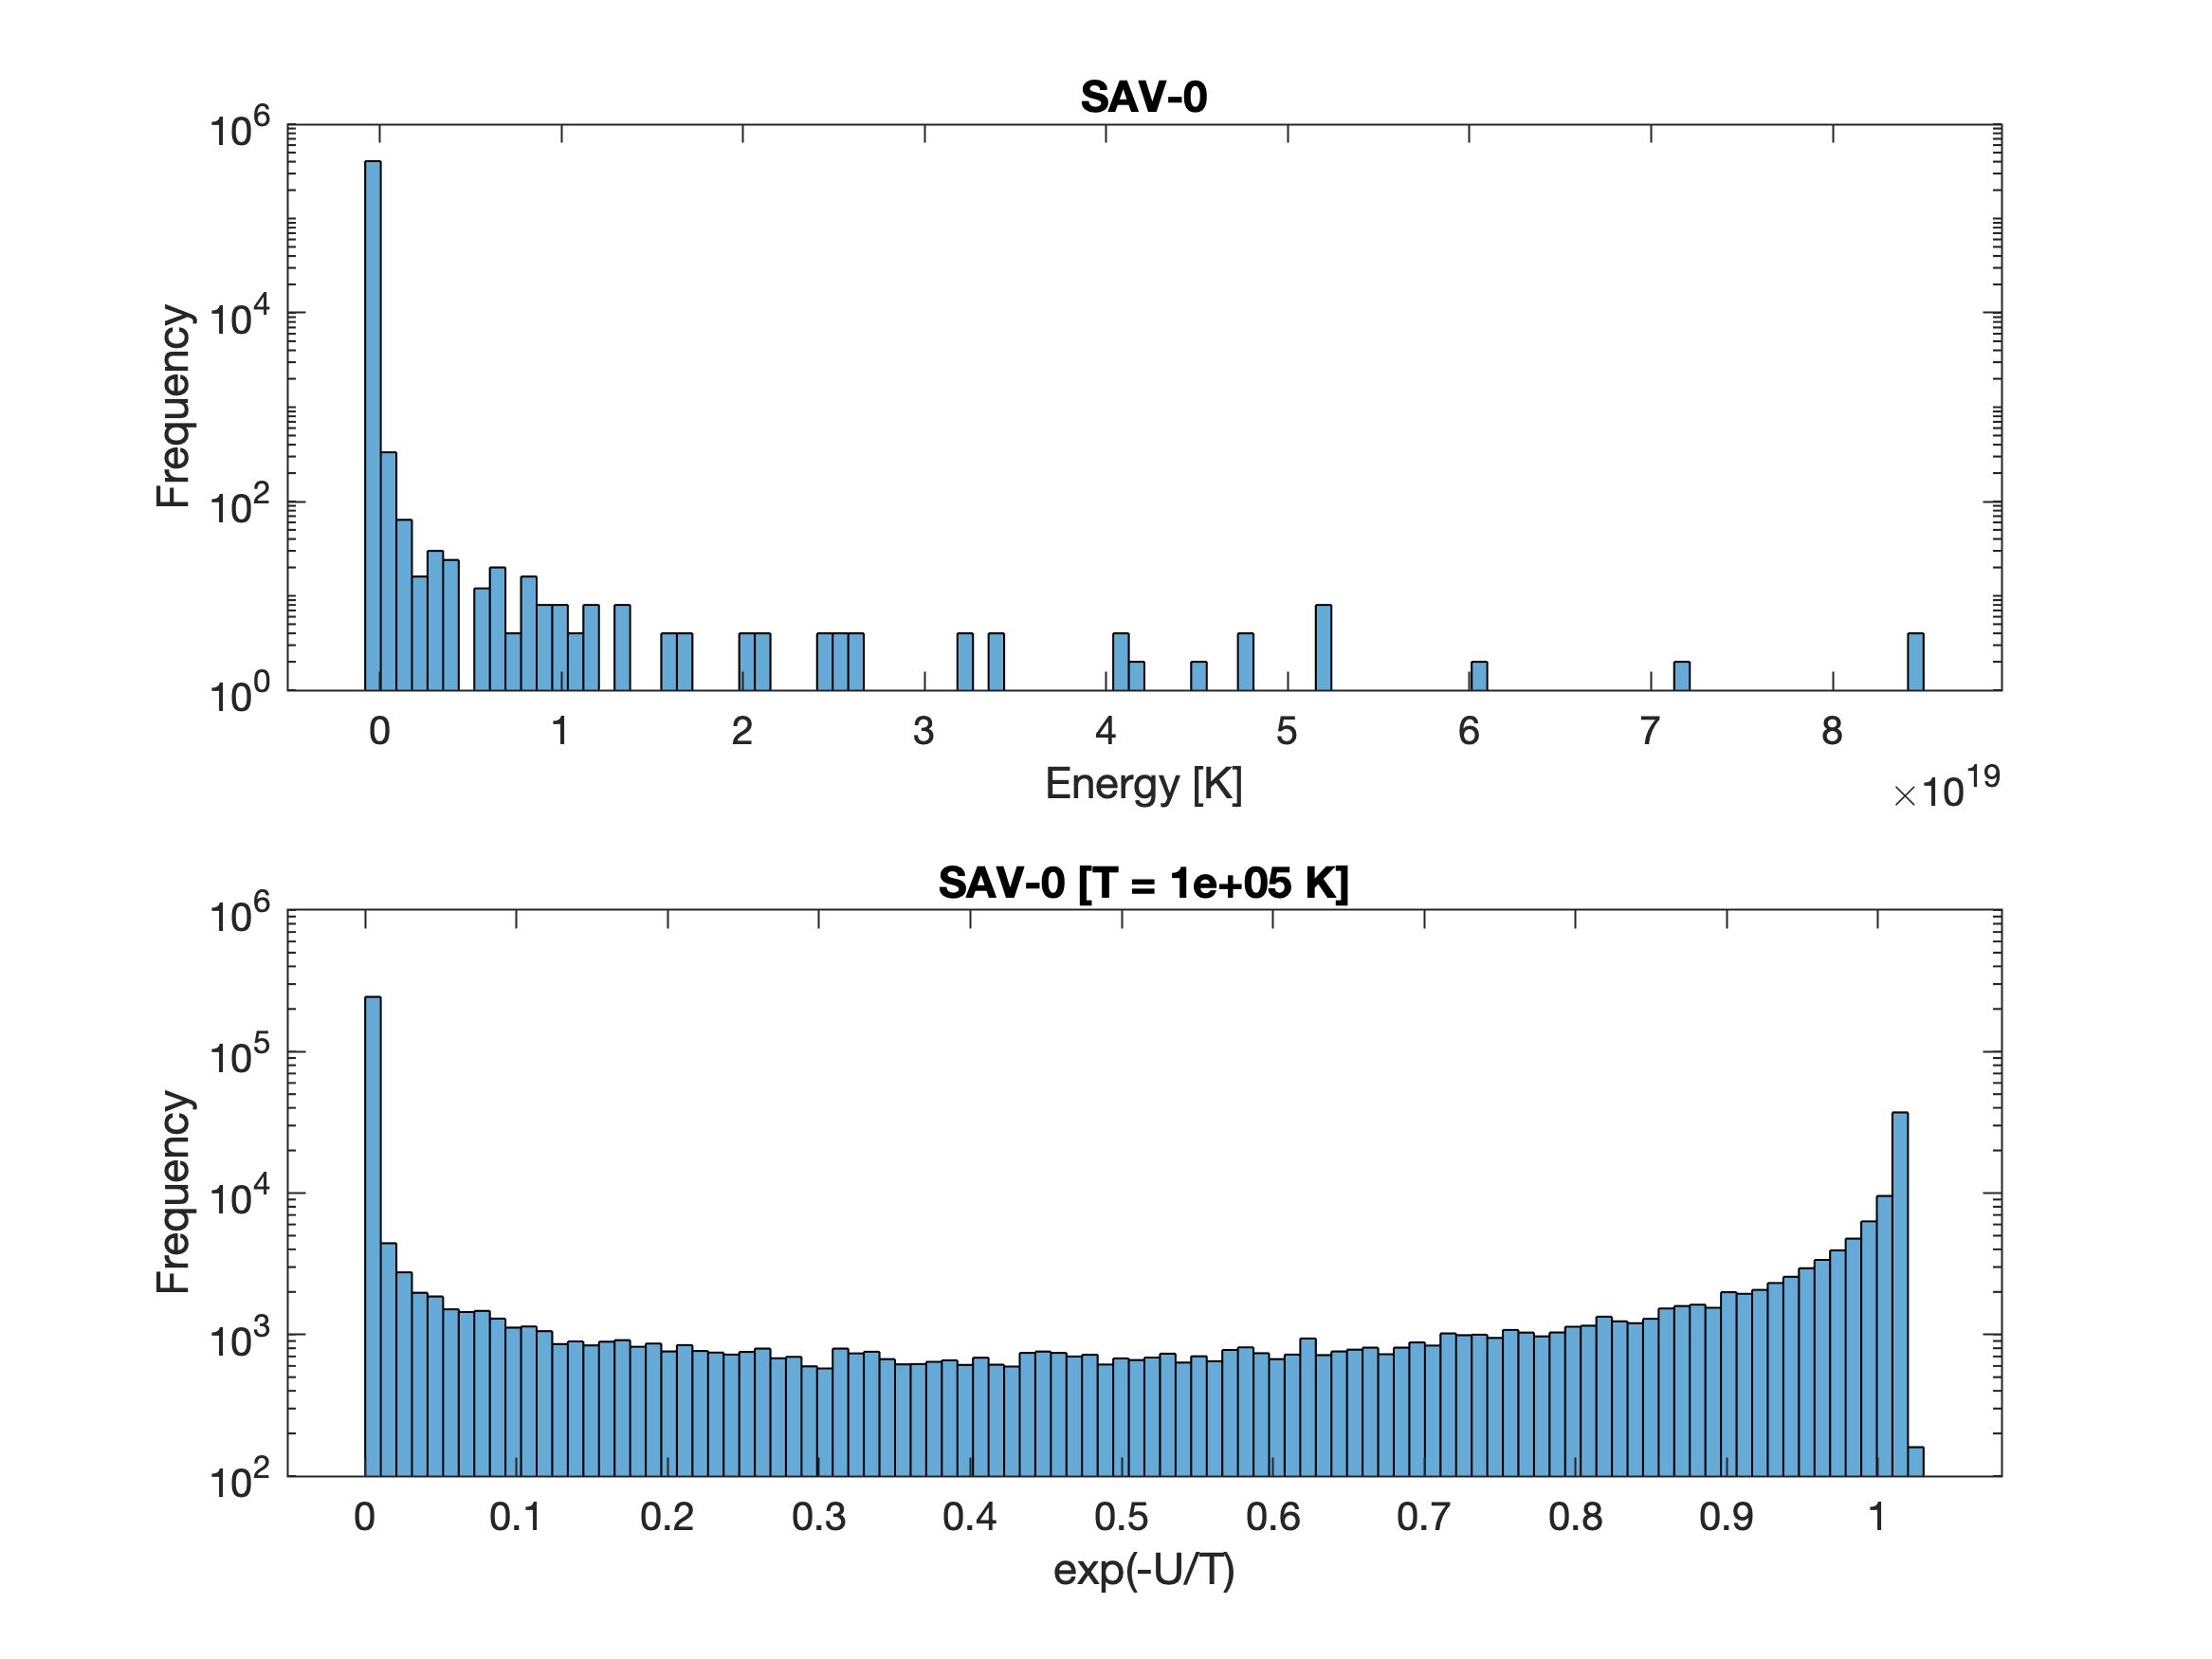 SAV-0
10^6
10^4
10^2
10^0
Frequency
0 1 2 3 4 5 6 7 8
Energy [K]
×10^19
SAV-0 [T = 1e+05 K]
10^6
10^5
10^4
10^3
10^2
Frequency
0 0.1 0.2 0.3 0.4 0.5 0.6 0.7 0.8 0.9 1
exp(-U/T)